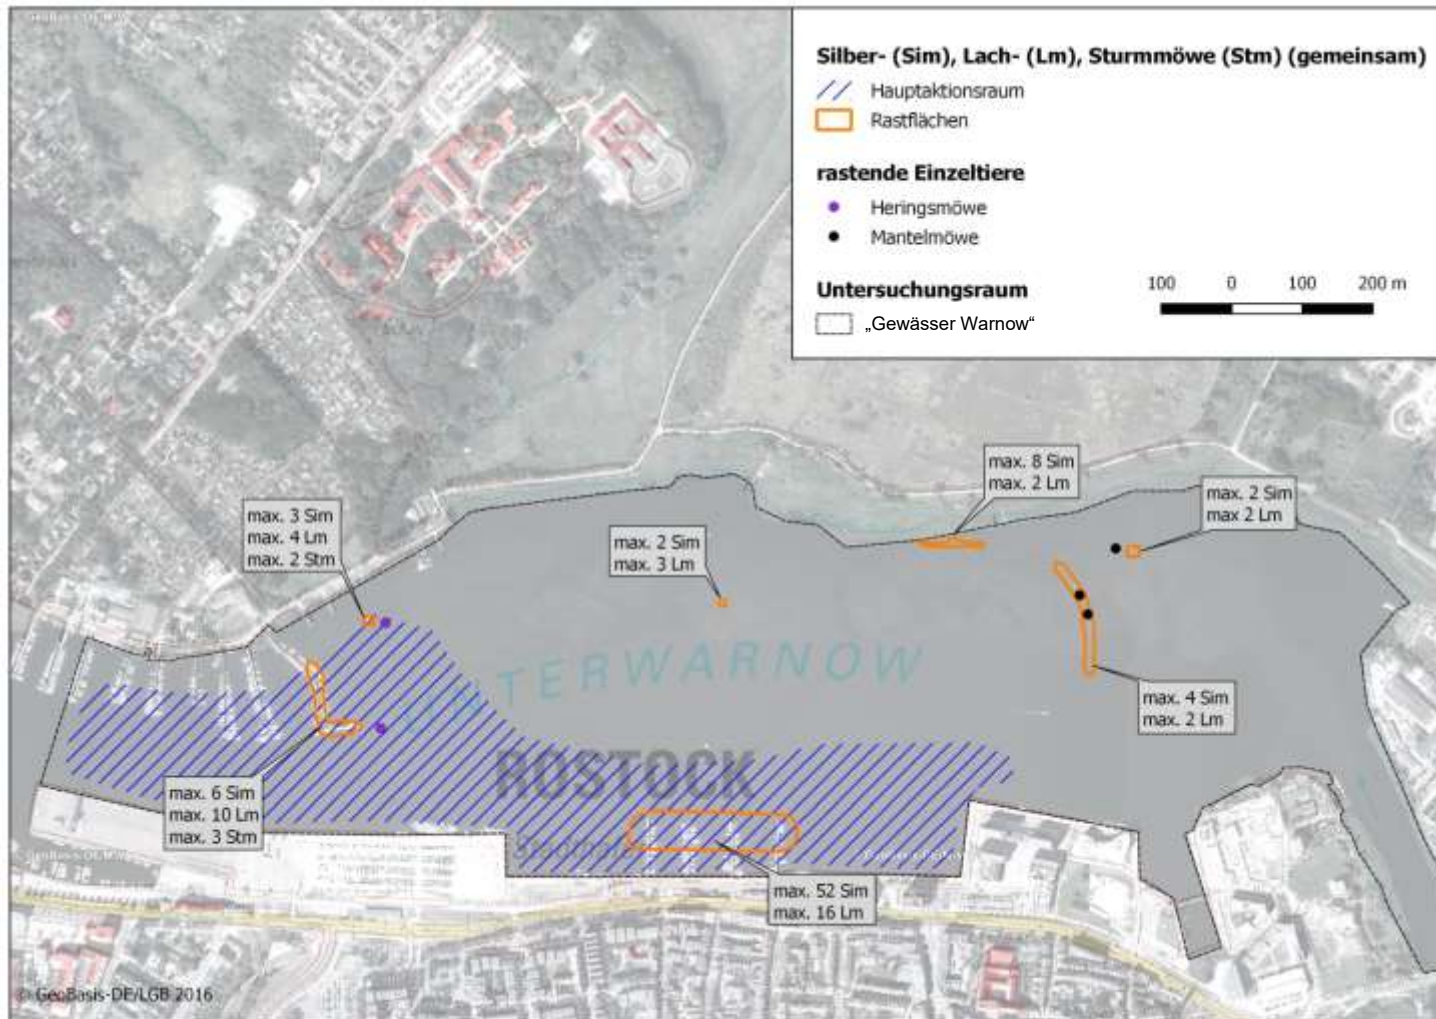 Silber- (Sim), Lach- (Lm), Sturmmöwe (Stm) (gemeinsam)
Hauptaktionsraum
Rastflächen
rastende Einzeltiere
Heringsmöwe
Mantelmöwe
Untersuchungsraum
„Gewässer Warnow“
100 0 100 200 m
max. 8 Sim
max. 2 Lm
max. 2 Sim
max 2 Lm
max. 3 Sim
max. 4 Lm
max. 2 Stm
max. 2 Sim
max. 3 Lm
UNTERWARNOW
max. 4 Sim
max. 2 Lm
ROSTOCK
max. 6 Sim
max. 10 Lm
max. 3 Stm
Stadthafen
max. 52 Sim
max. 16 Lm
© GeoBasis-DE/LGB 2016